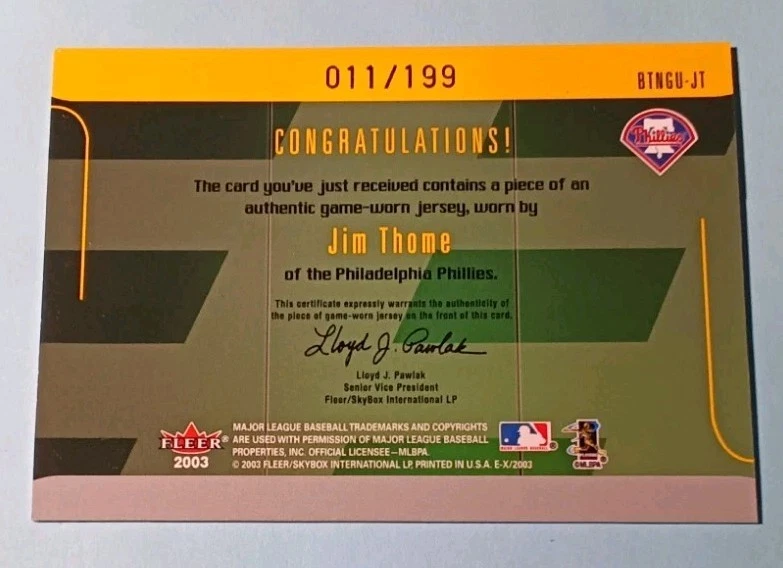 011/199
BTNGU-JT
CONGRATULATIONS!
Phillies
The card you've just received contains a piece of an
authentic game-worn jersey, worn by
Jim Thome
of the Philadelphia Phillies.
This certificate expressly warrants the authenticity of
the piece of game-worn jersey on the front of this card.
Lloyd J. Pawlak
Lloyd J. Pawlak
Senior Vice President
Fleer/SkyBox International LP
FLEER®
2003
MAJOR LEAGUE BASEBALL TRADEMARKS AND COPYRIGHTS
ARE USED WITH PERMISSION OF MAJOR LEAGUE BASEBALL
PROPERTIES, INC. OFFICIAL LICENSEE—MLBPA.
© 2003 FLEER/SKYBOX INTERNATIONAL LP, PRINTED IN U.S.A. E-X/2003
MAJOR LEAGUE BASEBALL
®
©MLBPA